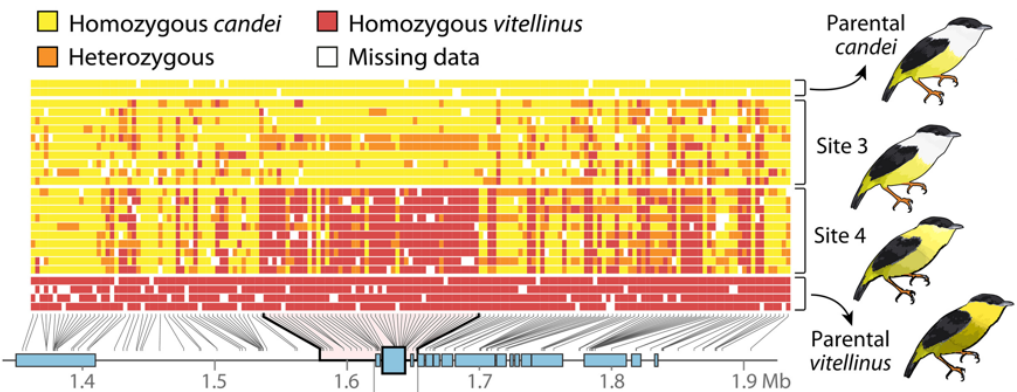 Homozygous candei
Homozygous vitellinus
Heterozygous
Missing data
Parental
candei
Site 3
Site 4
Parental
vitellinus
1.4 1.5 1.6 1.7 1.8 1.9 Mb